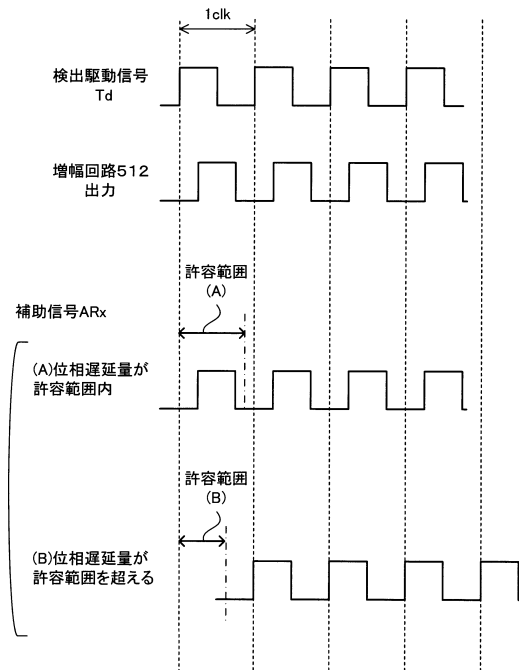 1clk
検出駆動信号
Td
増幅回路512
出力
許容範囲
(A)
補助信号ARx
(A)位相遅延量が
許容範囲内
許容範囲
(B)
(B)位相遅延量が
許容範囲を超える